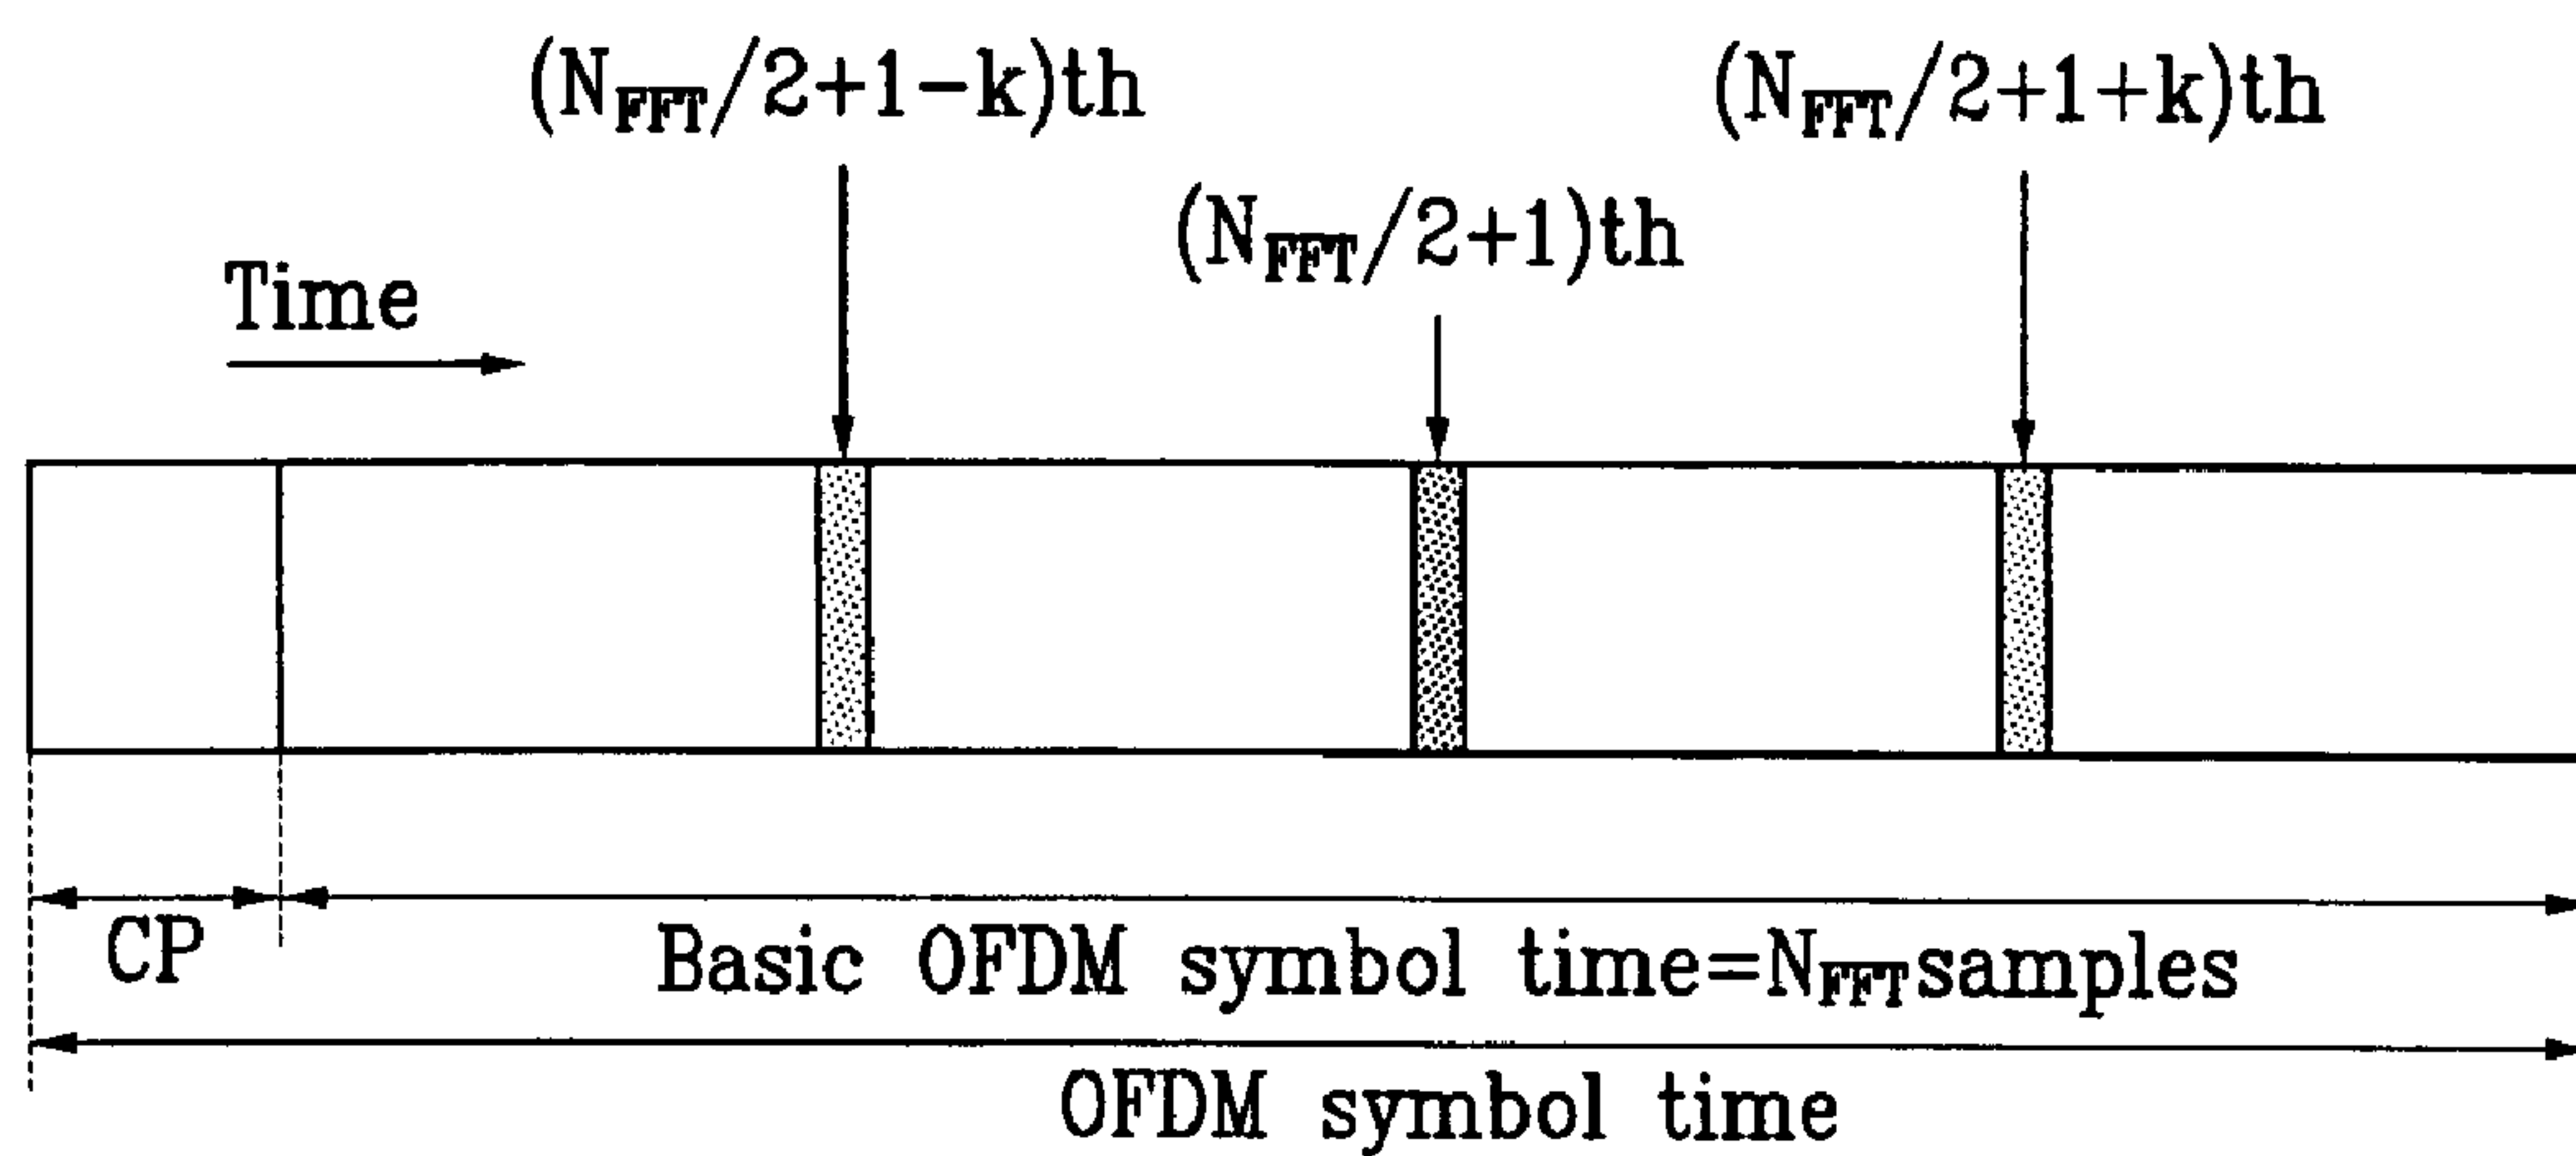 (N_FFT/2+1-k)th
(N_FFT/2+1+k)th
(N_FFT/2+1)th
Time
CP
Basic OFDM symbol time=N_FFT samples
OFDM symbol time